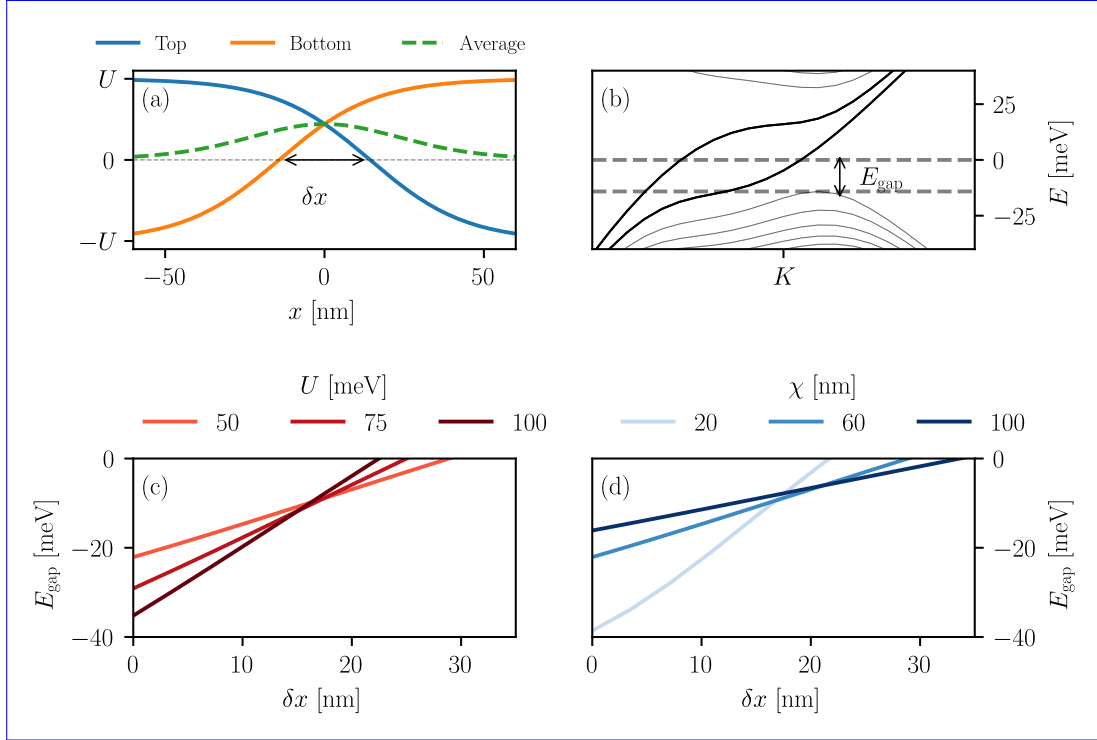 Top Bottom Average
U
0
−U
(a)
δx
−50 0 50
x [nm]
(b)
E_gap
25
0
−25
E [meV]
K
U [meV]
50 75 100
χ [nm]
20 60 100
(c)
0
−20
−40
E_gap [meV]
0 10 20 30
δx [nm]
(d)
0
−20
−40
E_gap [meV]
0 10 20 30
δx [nm]